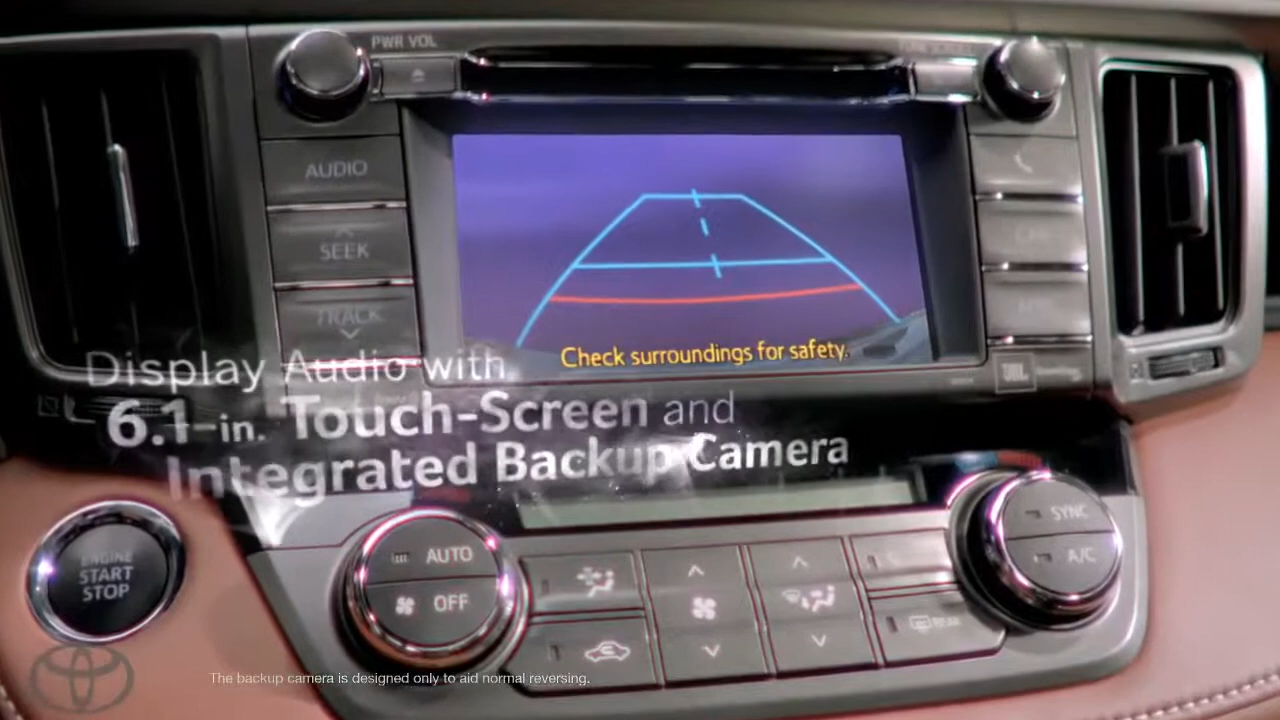 PWR VOL
AUDIO
SEEK
TRACK
Check surroundings for safety.
JBL
Display Audio with
6.1-in. Touch-Screen and
Integrated Backup Camera
ENGINE
START
STOP
AUTO
OFF
SYNC
A/C
REAR
The backup camera is designed only to aid normal reversing.